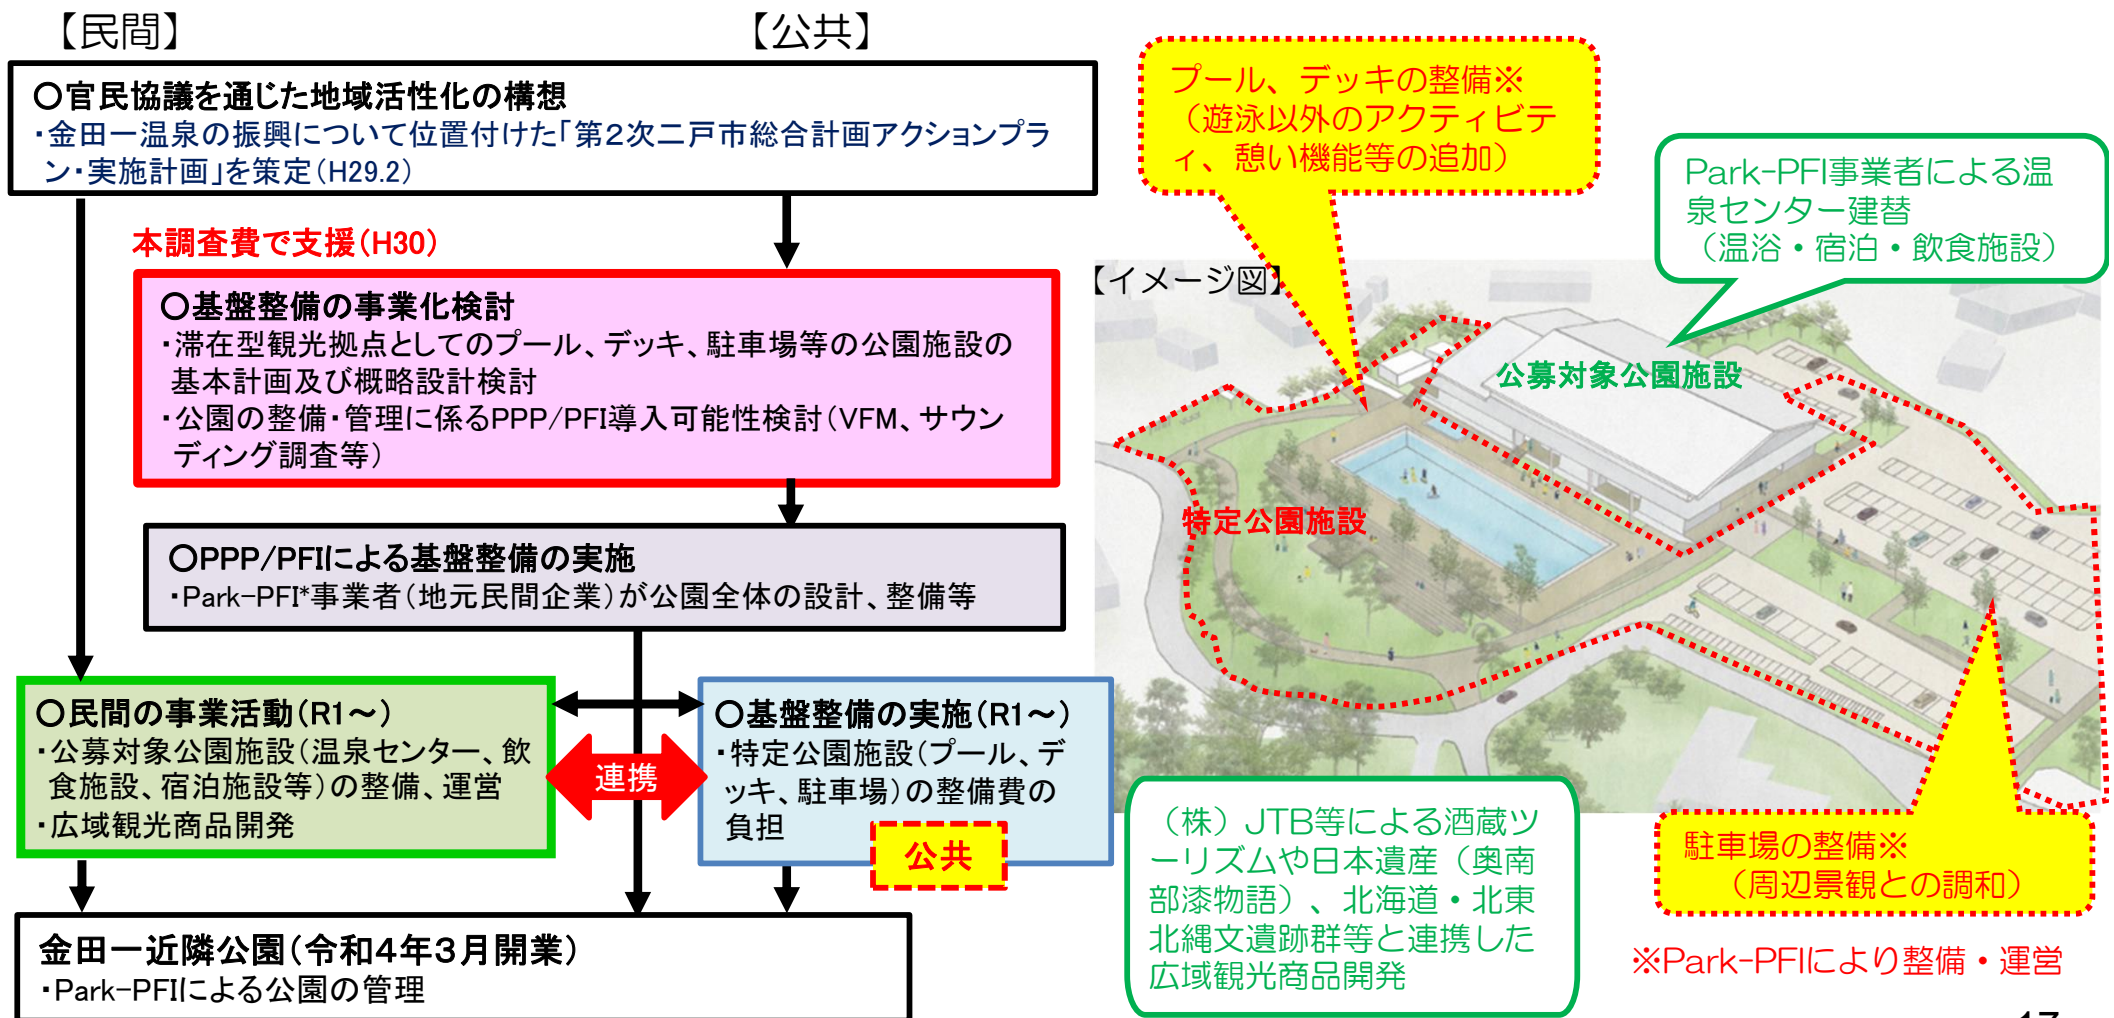 【民間】
【公共】
○官民協議を通じた地域活性化の構想
・金田一温泉の振興について位置付けた「第2次二戸市総合計画アクションプラ
ン・実施計画」を策定(H29.2)
本調査費で支援(H30)
○基盤整備の事業化検討
・滞在型観光拠点としてのプール、デッキ、駐車場等の公園施設の
基本計画及び概略設計検討
・公園の整備・管理に係るPPP/PFI導入可能性検討(VFM、サウン
ディング調査等)
○PPP/PFIによる基盤整備の実施
・Park-PFI*事業者(地元民間企業)が公園全体の設計、整備等
○民間の事業活動(R1～)
・公募対象公園施設(温泉センター、飲
食施設、宿泊施設等)の整備、運営
・広域観光商品開発
連携
○基盤整備の実施(R1～)
・特定公園施設(プール、デ
ッキ、駐車場)の整備費の
負担
公共
金田一近隣公園(令和4年3月開業)
・Park-PFIによる公園の管理
プール、デッキの整備※
（遊泳以外のアクティビテ
ィ、憩い機能等の追加）
Park-PFI事業者による温
泉センター建替
（温浴・宿泊・飲食施設）
【イメージ図】
公募対象公園施設
特定公園施設
（株）JTB等による酒蔵ツ
ーリズムや日本遺産（奥南
部漆物語）、北海道・北東
北縄文遺跡群等と連携した
広域観光商品開発
駐車場の整備※
（周辺景観との調和）
※Park-PFIにより整備・運営